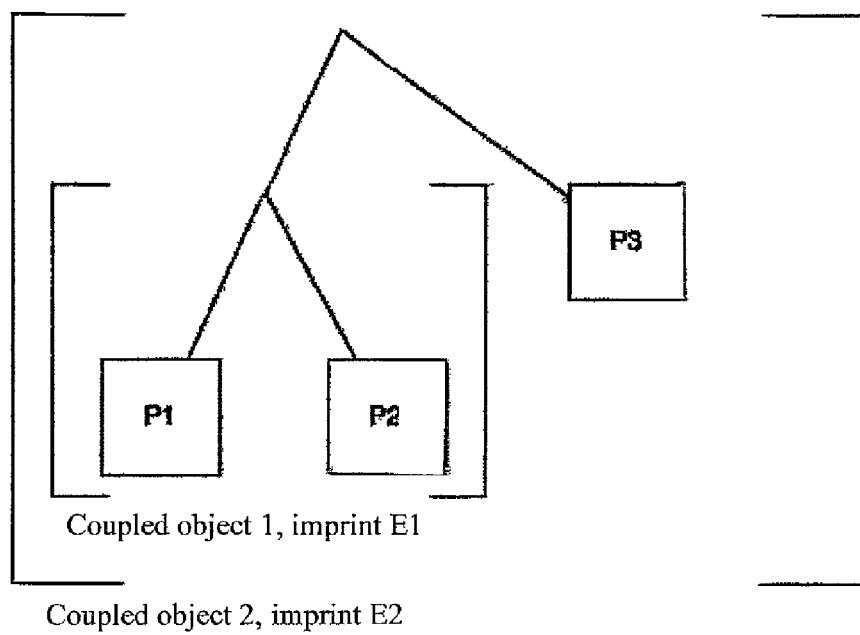 P3
P1 P2
Coupled object 1, imprint E1
Coupled object 2, imprint E2